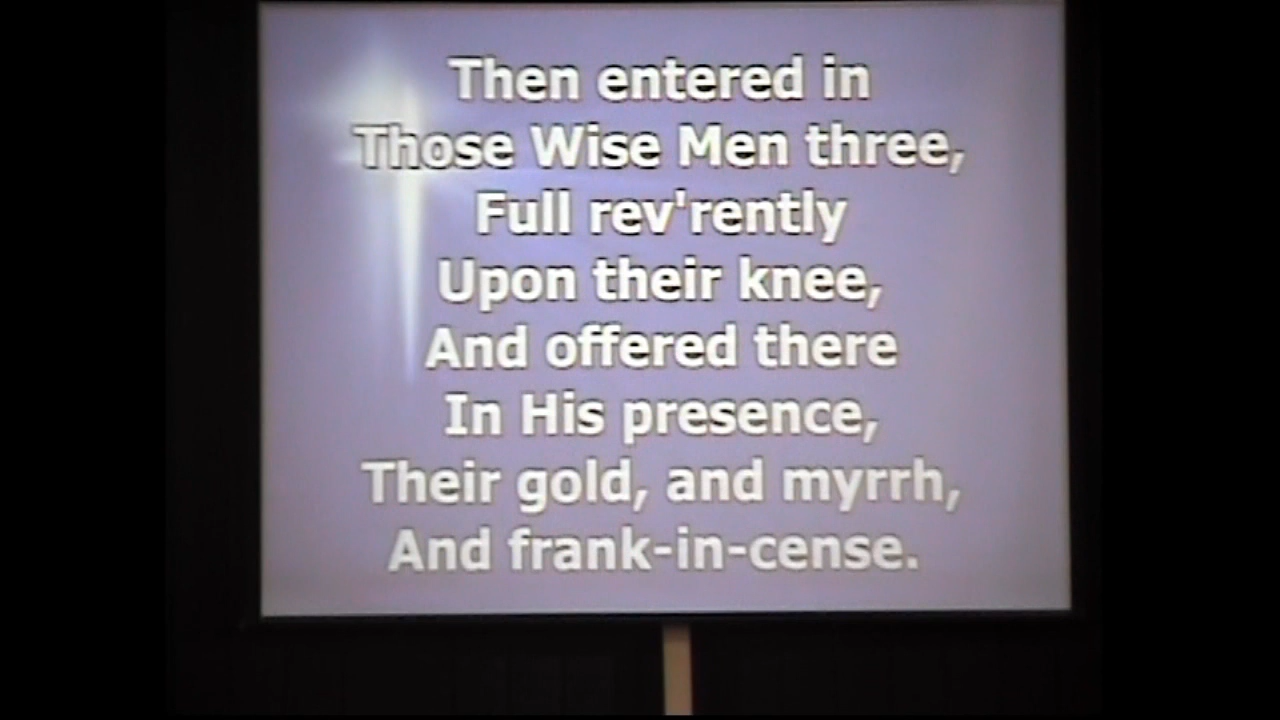 Then entered in
Those Wise Men three,
Full rev'rently
Upon their knee,
And offered there
In His presence,
Their gold, and myrrh,
And frank-in-cense.